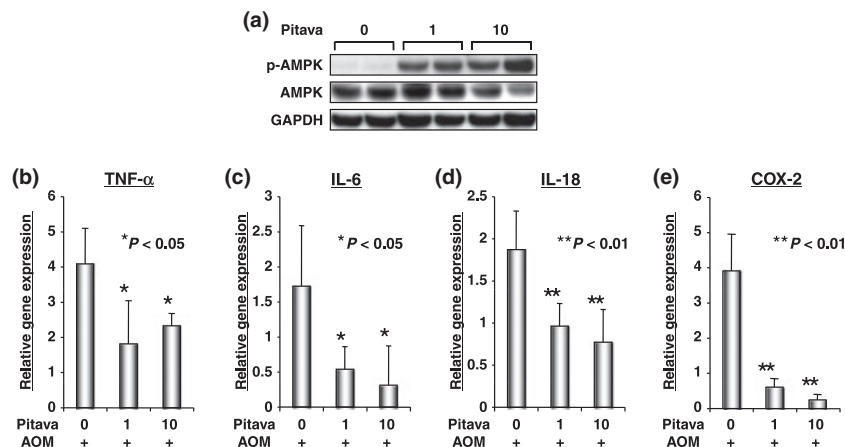 (a)
Pitava 0 1 10
p-AMPK
AMPK
GAPDH
(b) TNF-α
Relative gene expression
6
5
4
3
2
1
0
*P < 0.05
*
*
Pitava 0 1 10
AOM + + +
(c) IL-6
Relative gene expression
3
2.5
2
1.5
1
0.5
0
*P < 0.05
*
*
0 1 10
+ + +
(d) IL-18
Relative gene expression
2.5
2
1.5
1
0.5
0
**P < 0.01
**
**
0 1 10
+ + +
(e) COX-2
Relative gene expression
6
5
4
3
2
1
0
**P < 0.01
**
**
Pitava 0 1 10
AOM + + +